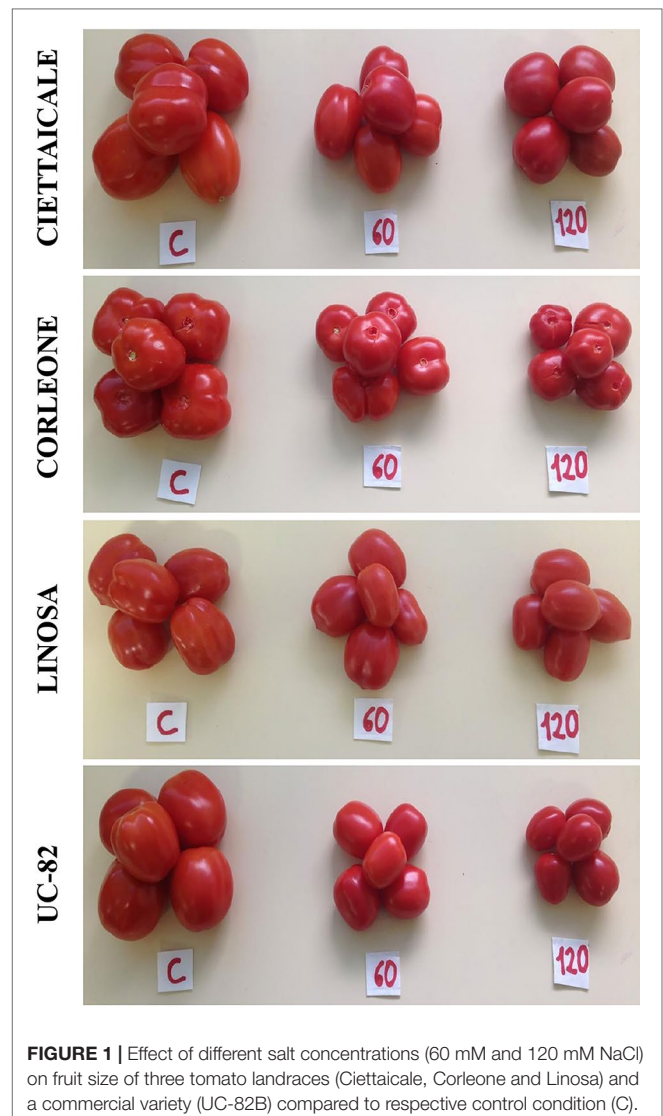 CIETTAICALE
C
60
120
CORLEONE
C
60
120
LINOSA
C
60
120
UC-82
C
60
120
FIGURE 1 | Effect of different salt concentrations (60 mM and 120 mM NaCl)
on fruit size of three tomato landraces (Ciettaicale, Corleone and Linosa) and
a commercial variety (UC-82B) compared to respective control condition (C).